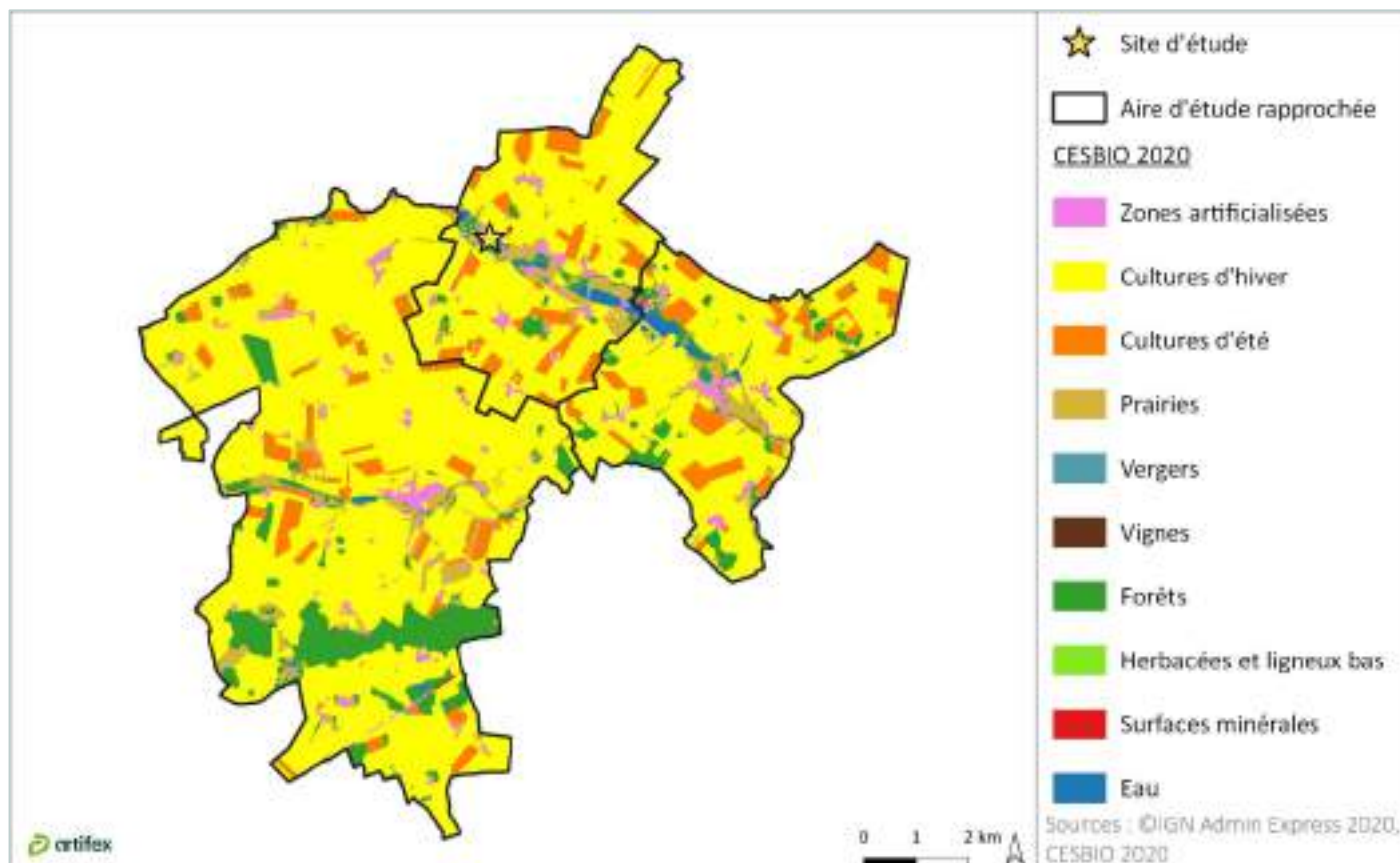 Site d'étude
Aire d'étude rapprochée
CESBIO 2020
Zones artificialisées
Cultures d'hiver
Cultures d'été
Prairies
Vergers
Vignes
Forêts
Herbacées et ligneux bas
Surfaces minérales
Eau
Sources : ©IGN Admin Express 2020,
CESBIO 2020
0 1 2 km
artifex